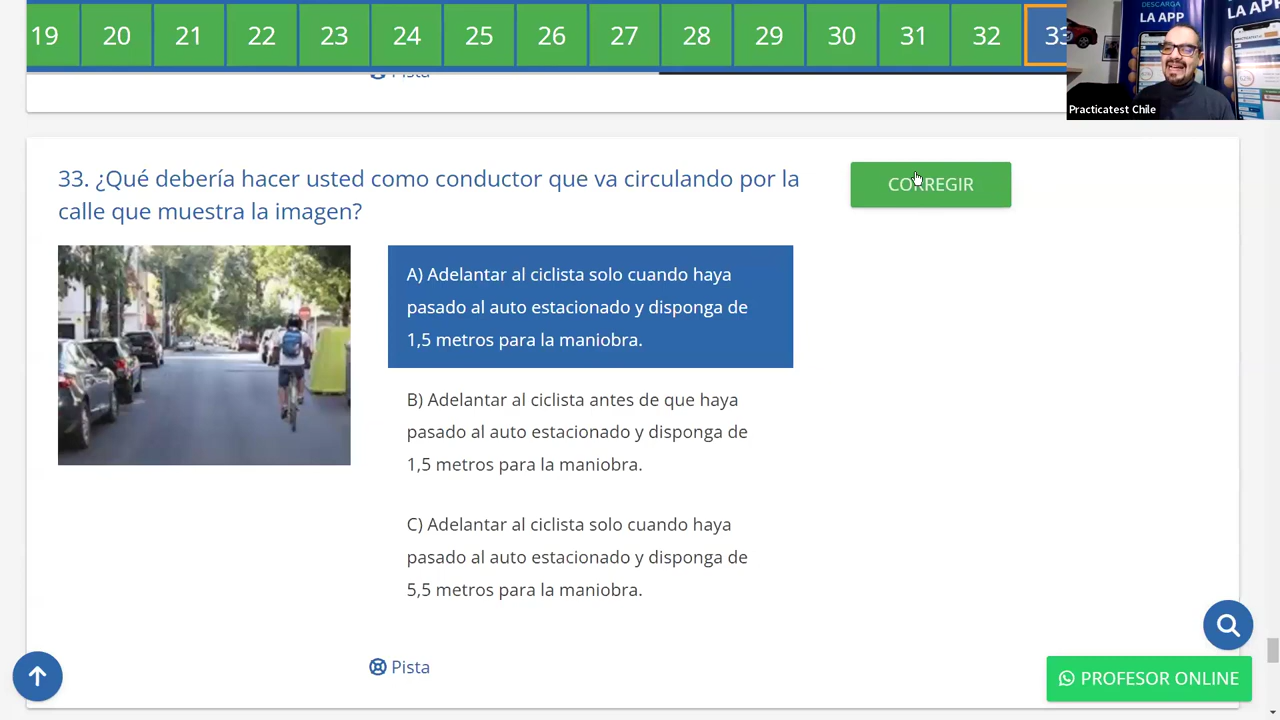 19 20 21 22 23 24 25 26 27 28 29 30 31 32 33
DESCARGA
LA APP
LA APP
Practicatest Chile
Pista
33. ¿Qué debería hacer usted como conductor que va circulando por la
calle que muestra la imagen?
CORREGIR
A) Adelantar al ciclista solo cuando haya
pasado al auto estacionado y disponga de
1,5 metros para la maniobra.
B) Adelantar al ciclista antes de que haya
pasado al auto estacionado y disponga de
1,5 metros para la maniobra.
C) Adelantar al ciclista solo cuando haya
pasado al auto estacionado y disponga de
5,5 metros para la maniobra.
Pista
PROFESOR ONLINE